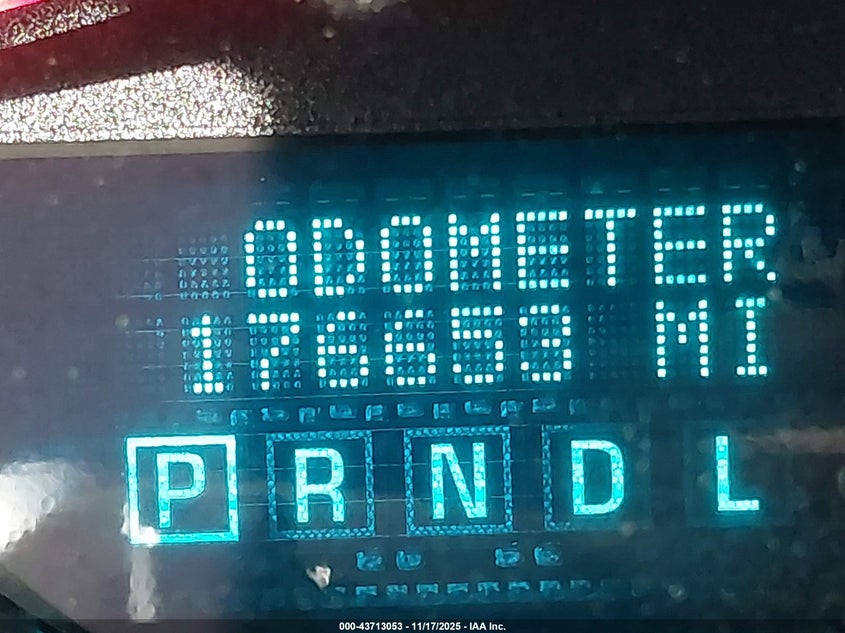 ODOMETER
176653 MI
P R N D L
000-43713053 - 11/17/2025 - IAA Inc.